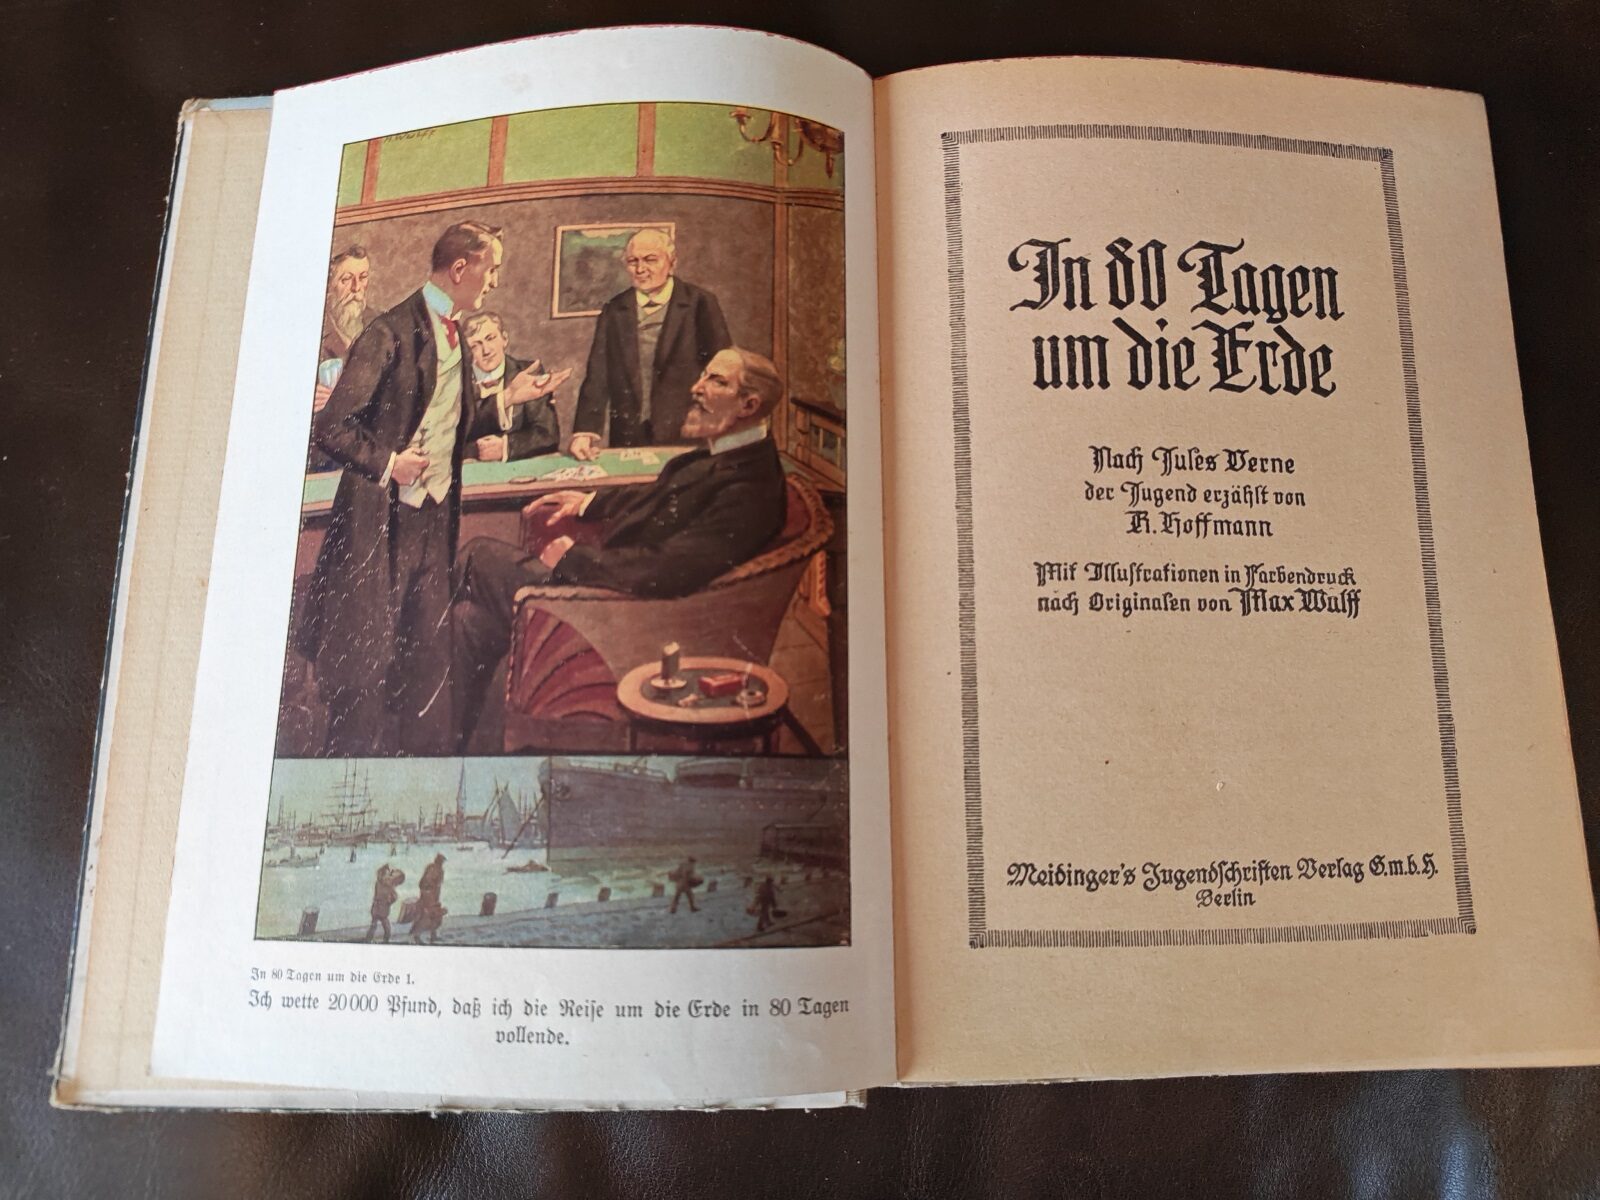 M. WULFF
In 80 Tagen um die Erde 1.
Ich wette 20000 Pfund, daß ich die Reise um die Erde in 80 Tagen
vollende.
In 80 Tagen
um die Erde
Nach Jules Verne
der Jugend erzählt von
R. Hoffmann
Mit Illustrationen in Farbendruck
nach Originalen von Max Wulff
Meidinger's Jugendschriften Verlag G.m.b.H.
Berlin